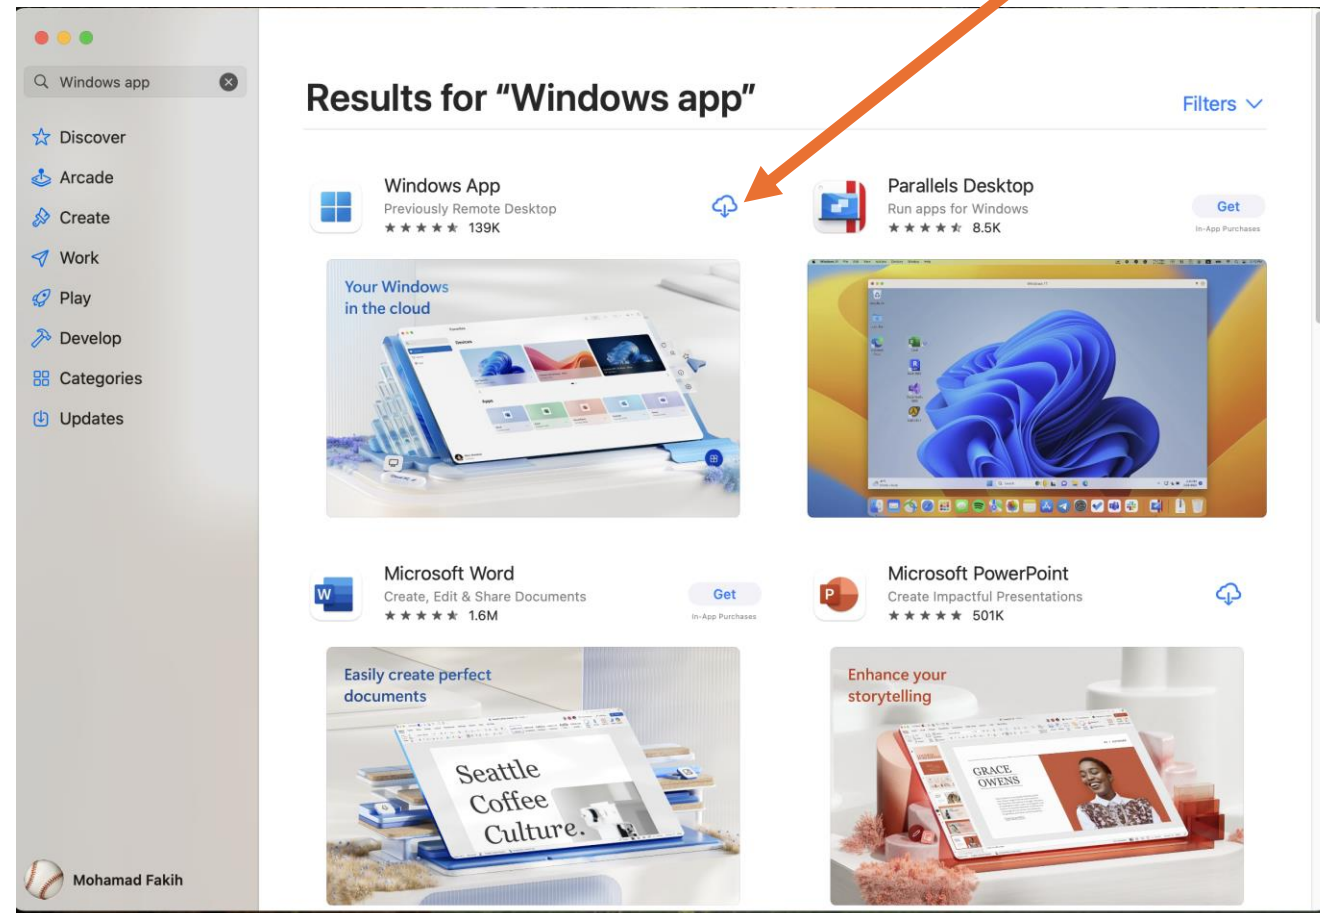 Windows app
Discover
Arcade
Create
Work
Play
Develop
Categories
Updates
Mohamad Fakih
Results for “Windows app”
Filters
Windows App
Previously Remote Desktop
139K
Your Windows
in the cloud
Parallels Desktop
Run apps for Windows
8.5K
Get
In-App Purchases
Microsoft Word
Create, Edit & Share Documents
1.6M
Get
In-App Purchases
Easily create perfect
documents
Seattle
Coffee
Culture.
Microsoft PowerPoint
Create Impactful Presentations
501K
Enhance your
storytelling
GRACE
OWENS